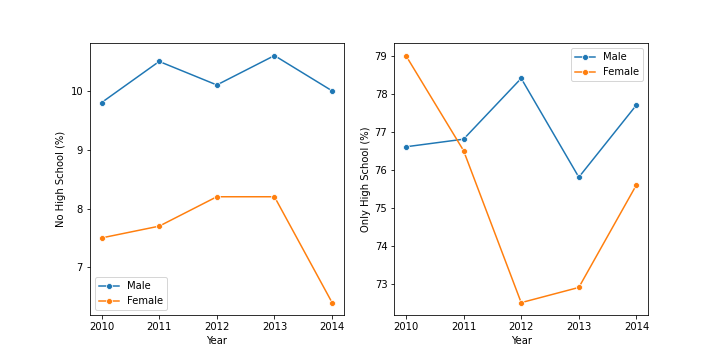 No High School (%)
10
9
8
7
Male
Female
2010 2011 2012 2013 2014
Year
Only High School (%)
79
78
77
76
75
74
73
Male
Female
2010 2011 2012 2013 2014
Year